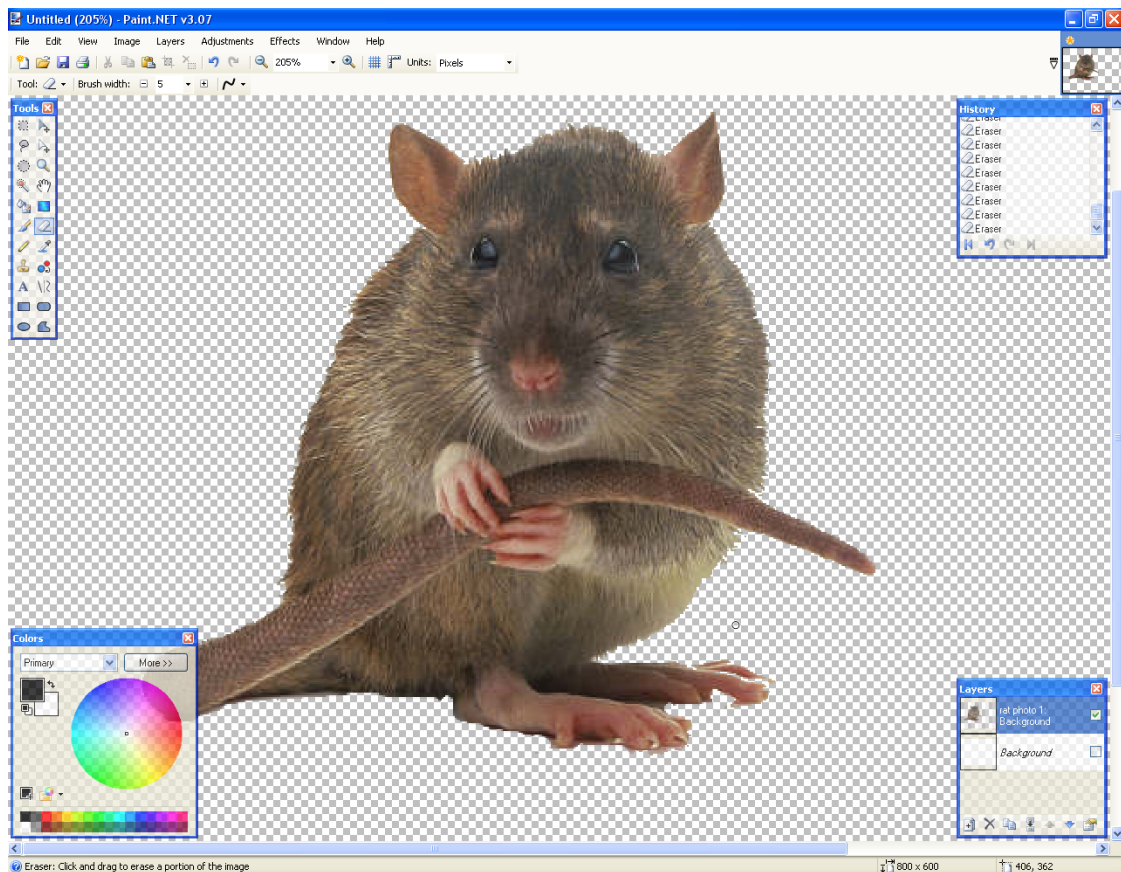 Untitled (205%) - Paint.NET v3.07
File Edit View Image Layers Adjustments Effects Window Help
205% Units: Pixels
Tool: Brush width: 5
Tools
History
Eraser
Eraser
Eraser
Eraser
Eraser
Eraser
Eraser
Eraser
Eraser
A
Colors
Primary More >>
Layers
rat photo 1:
Background
Background
Eraser: Click and drag to erase a portion of the image 800 x 600 406, 362